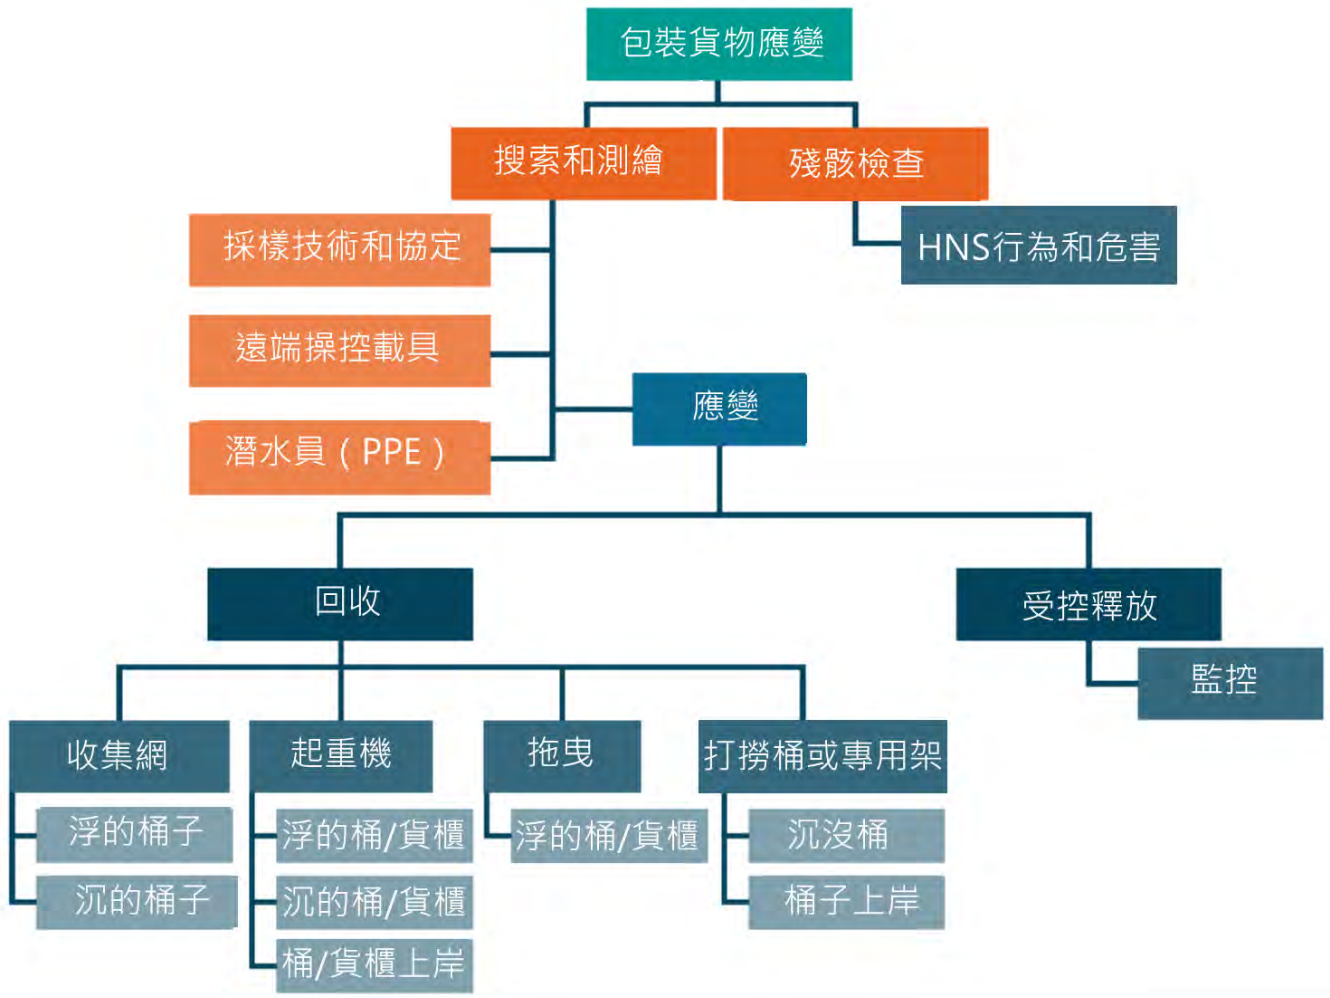 包裝貨物應變
搜索和測繪
殘骸檢查
採樣技術和協定
HNS行為和危害
遠端操控載具
應變
潛水員（PPE）
回收
受控釋放
監控
收集網
起重機
拖曳
打撈桶或專用架
浮的桶子
浮的桶/貨櫃
浮的桶/貨櫃
沉沒桶
沉的桶子
沉的桶/貨櫃
桶子上岸
桶/貨櫃上岸